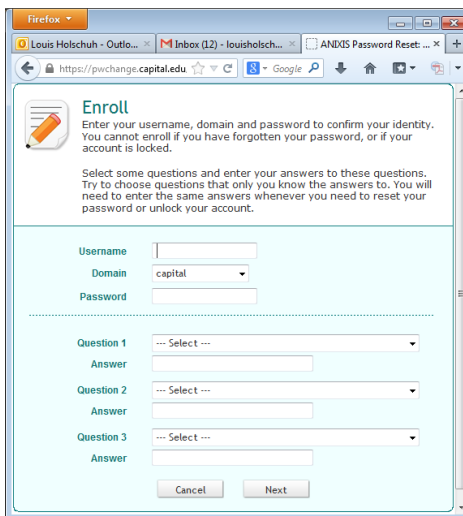 Firefox
Louis Holschuh - Outlo... × Inbox (12) - louisholsch... × ANIXIS Password Reset: ... × +
https://pwchange.capital.edu Google
Enroll
Enter your username, domain and password to confirm your identity.
You cannot enroll if you have forgotten your password, or if your
account is locked.
Select some questions and enter your answers to these questions.
Try to choose questions that only you know the answers to. You will
need to enter the same answers whenever you need to reset your
password or unlock your account.
Username
Domain capital
Password
Question 1 --- Select ---
Answer
Question 2 --- Select ---
Answer
Question 3 --- Select ---
Answer
Cancel Next